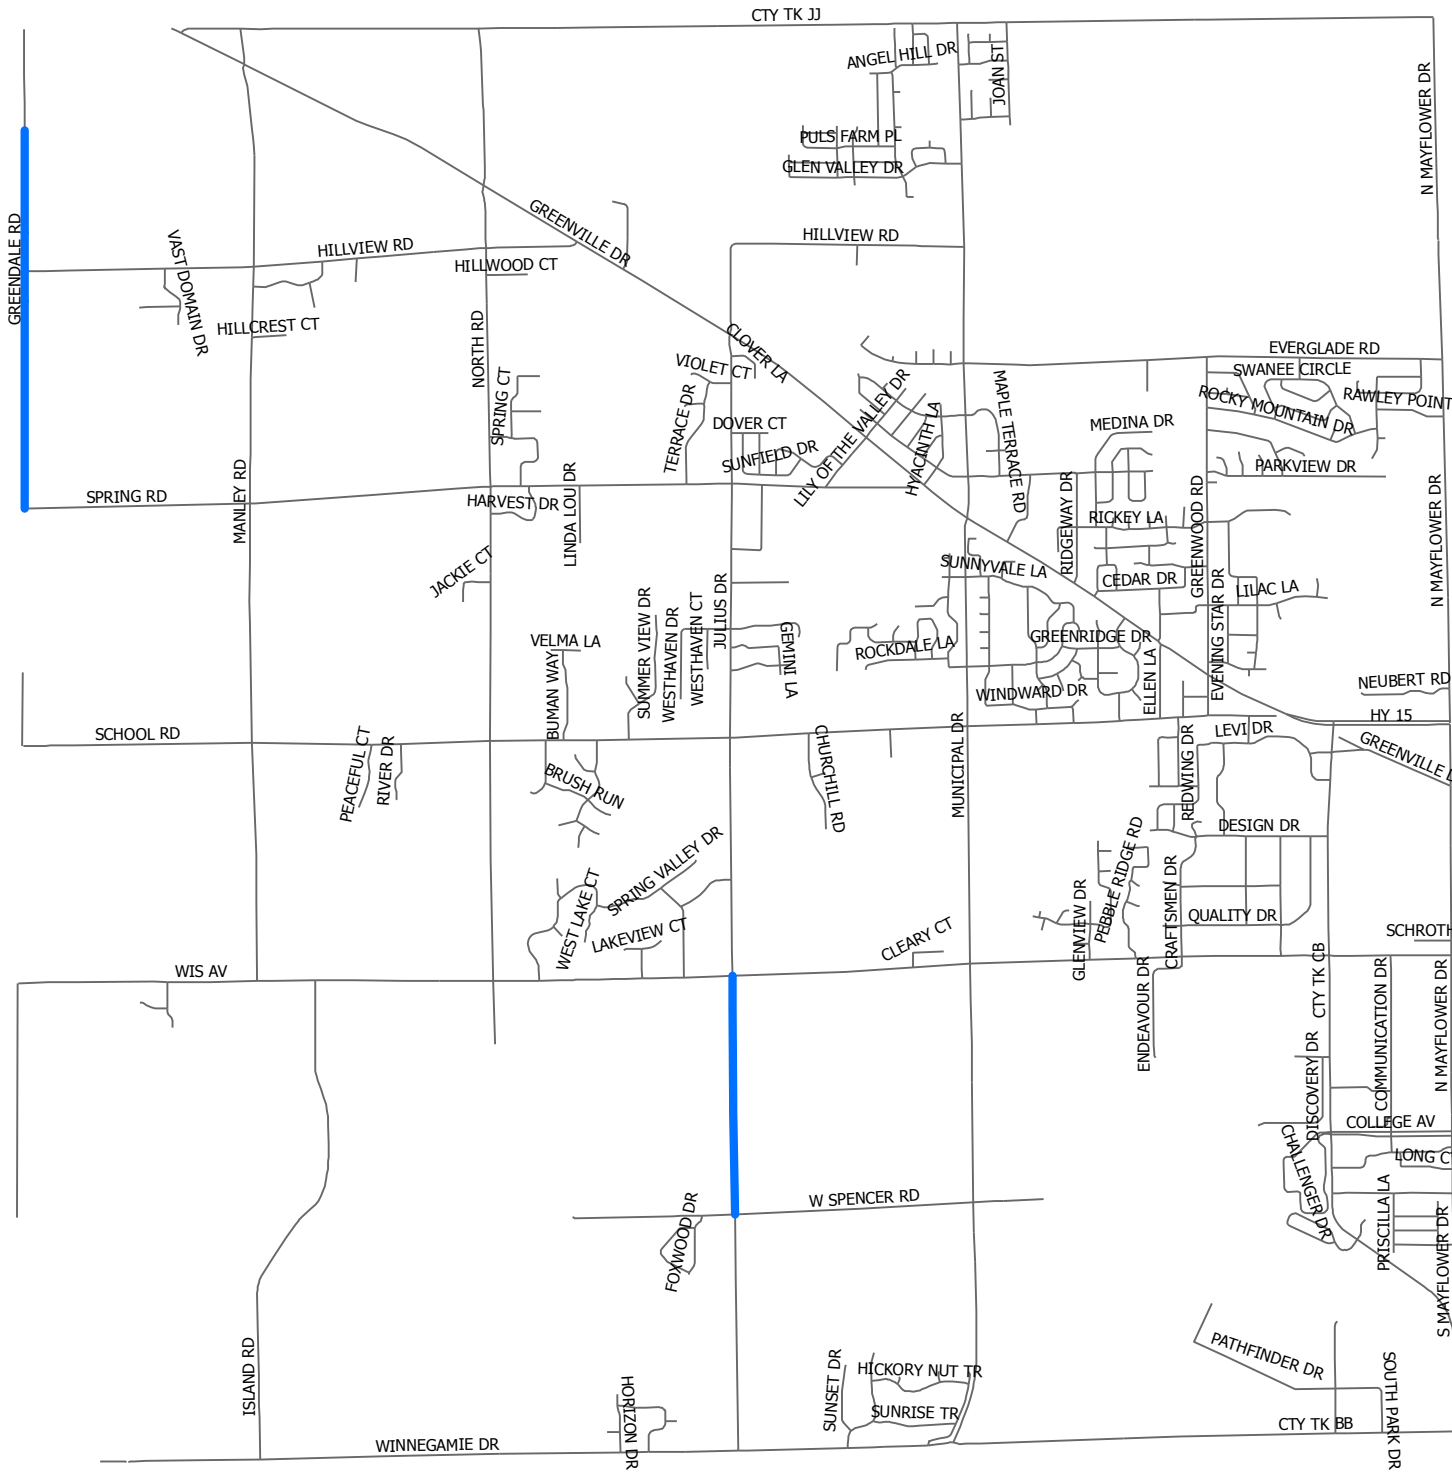 CTY TK JJ
ANGEL HILL DR
JOAN ST
N MAYFLOWER DR
PULS FARM PL
GLEN VALLEY DR
GREENVILLE DR
GREENDALE RD
VAST DOMAIN DR
HILLVIEW RD
HILLVIEW RD
HILLWOOD CT
HILLCREST CT
NORTH RD
CLOVER LA
VIOLET CT
EVERGLADE RD
SWANEE CIRCLE
ROCKY MOUNTAIN DR
RAWLEY POINT
SPRING CT
TERRACE DR
DOVER CT
SUNFIELD DR
LILY OF THE VALLEY DR
HYACINTH LA
MAPLE TERRACE RD
MEDINA DR
PARKVIEW DR
SPRING RD
MANLEY RD
HARVEST DR
LINDA LOU DR
RIDGEWAY DR
RICKEY LA
GREENWOOD RD
N MAYFLOWER DR
JACKIE CT
SUNNYVALE LA
CEDAR DR
EVENING STAR DR
LILAC LA
VELMA LA
BUMAN WAY
SUMMER VIEW DR
WESTHAVEN DR
WESTHAVEN CT
JULIUS DR
GEMINI LA
ROCKDALE LA
GREENRIDGE DR
ELLEN LA
WINDWARD DR
NEUBERT RD
HY 15
SCHOOL RD
PEACEFUL CT
RIVER DR
BRUSH RUN
CHURCHILL RD
MUNICIPAL DR
REDWING DR
LEVI DR
GREENVILLE
DESIGN DR
SPRING VALLEY DR
WEST LAKE CT
LAKEVIEW CT
CLEARY CT
GLENVIEW DR
PEBBLE RIDGE RD
CRAFTSMEN DR
QUALITY DR
SCHROTH
WIS AV
ENDEAVOUR DR
CTY TK CB
DISCOVERY DR
COMMUNICATION DR
N MAYFLOWER DR
COLLEGE AV
CHALLENGER DR
LONG C
PRISCILLA LA
S MAYFLOWER DR
W SPENCER RD
FOXWOOD DR
ISLAND RD
HORIZON DR
SUNSET DR
HICKORY NUT TR
SUNRISE TR
PATHFINDER DR
SOUTH PARK DR
CTY TK BB
WINNEGAMIE DR